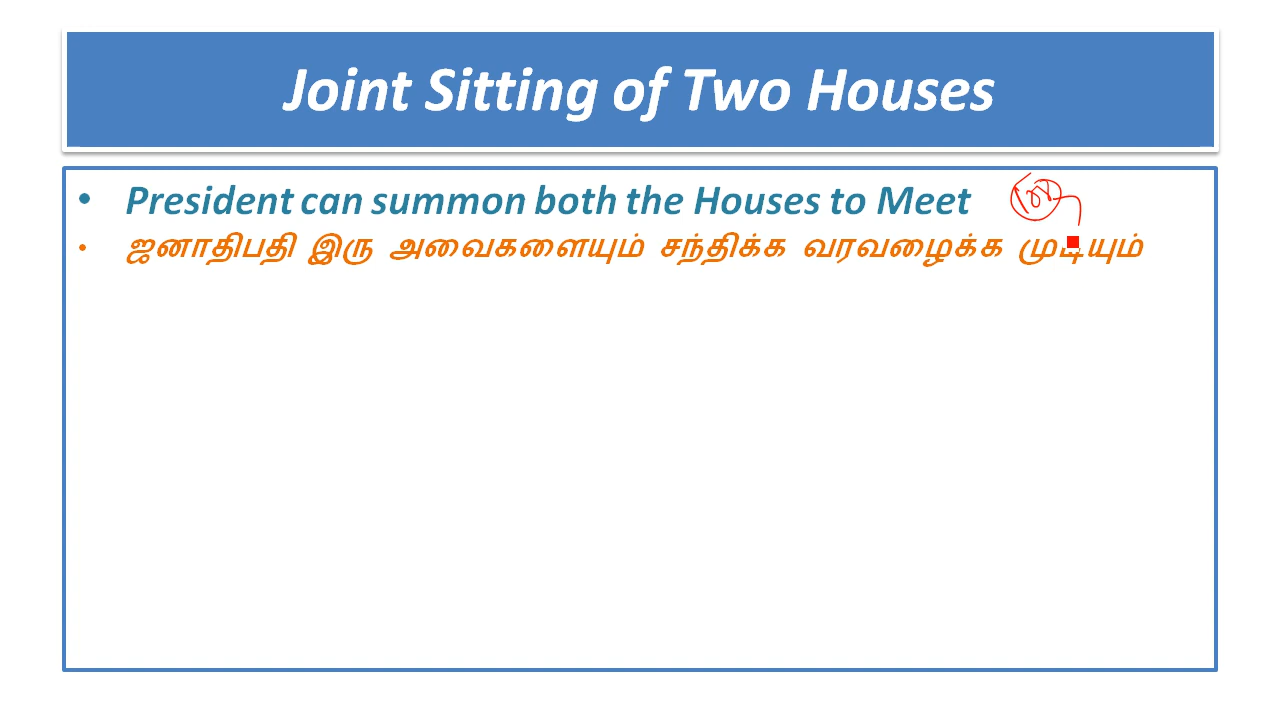 Joint Sitting of Two Houses
• President can summon both the Houses to Meet
• ஜனாதிபதி இரு அவைகளையும் சந்திக்க வரவழைக்க முடியும்